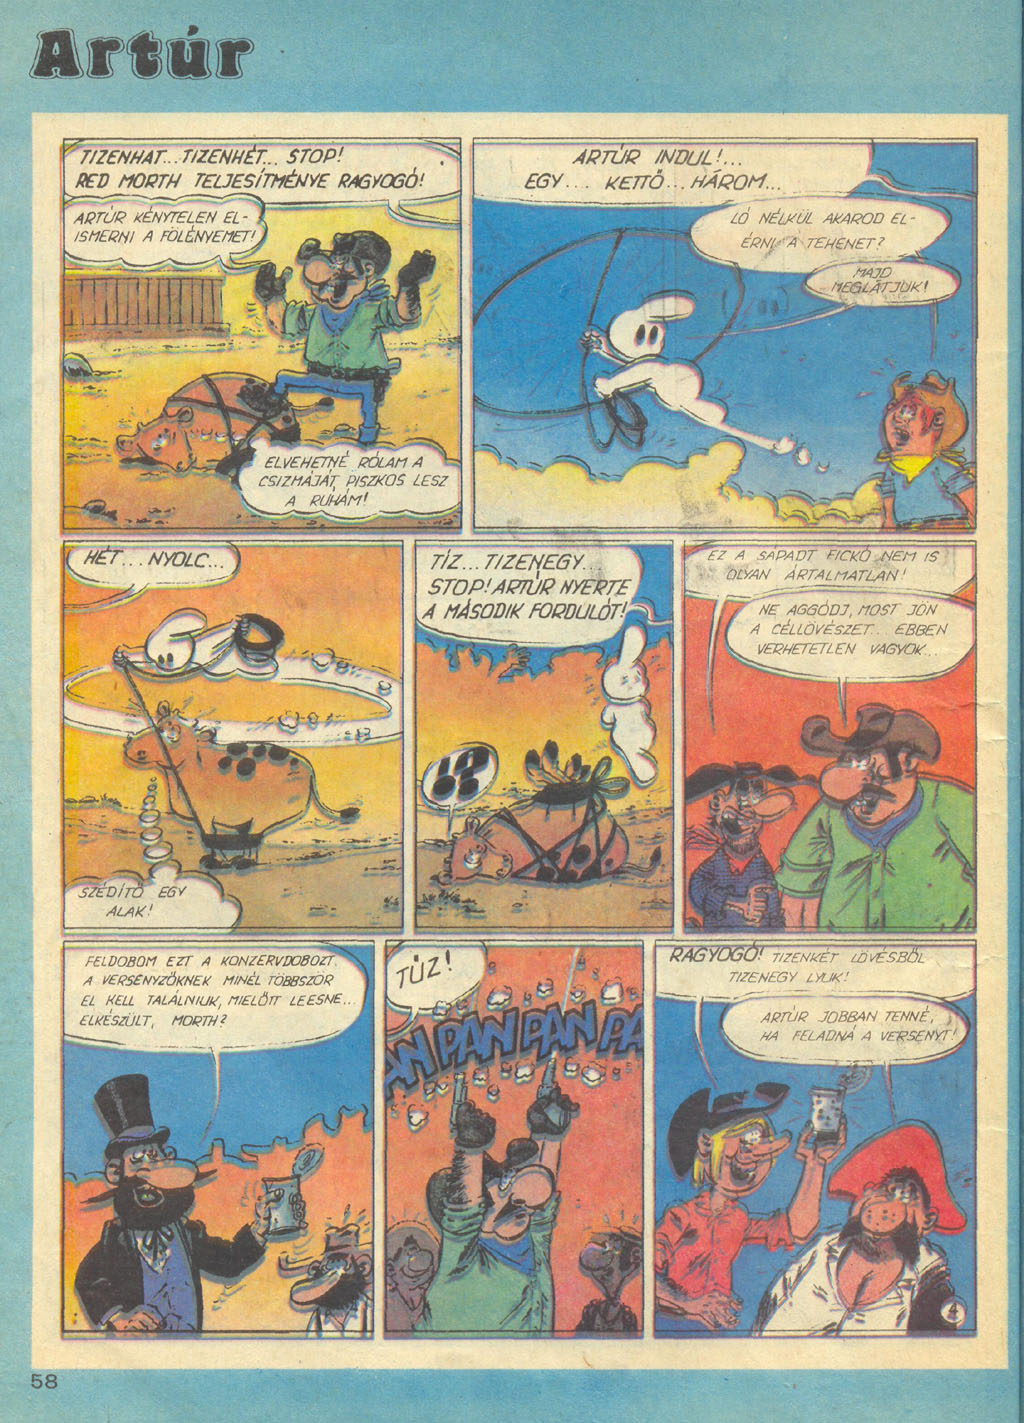 Artúr
TIZENHAT... TIZENHÉT... STOP!
RED MORTH TELJESÍTMÉNYE RAGYOGÓ!
ARTÚR KÉNYTELEN EL-
ISMERNI A FÖLÉNYEMET!
ELVEHETNÉ RÓLAM A
CSIZMÁJÁT, PISZKOS LESZ
A RUHÁM!
ARTÚR INDUL!...
EGY... KETTŐ... HÁROM...
LÓ NÉLKÜL AKAROD EL-
ÉRNI A TEHENET?
MAJD
MEGLÁTJUK!
HÉT... NYOLC...
SZÉDÍTŐ EGY
ALAK!
TÍZ... TIZENEGY...
STOP! ARTÚR NYERTE
A MÁSODIK FORDULÓT!
EZ A SÁPADT FICKÓ NEM IS
OLYAN ÁRTALMATLAN!
NE AGGÓDJ, MOST JÖN
A CÉLLÖVÉSZET... EBBEN
VERHETETLEN VAGYOK...
FELDOBOM EZT A KONZERVDOBOZT.
A VERSENYZŐKNEK MINÉL TÖBBSZÖR
EL KELL TALÁLNIUK, MIELŐTT LEESNE...
ELKÉSZÜLT, MORTH?
TŰZ!
PAN PAN PAN PA
RAGYOGÓ! TIZENKÉT LÖVÉSBŐL
TIZENEGY LYUK!
ARTÚR JOBBAN TENNÉ,
HA FELADNÁ A VERSENYT!
4
58